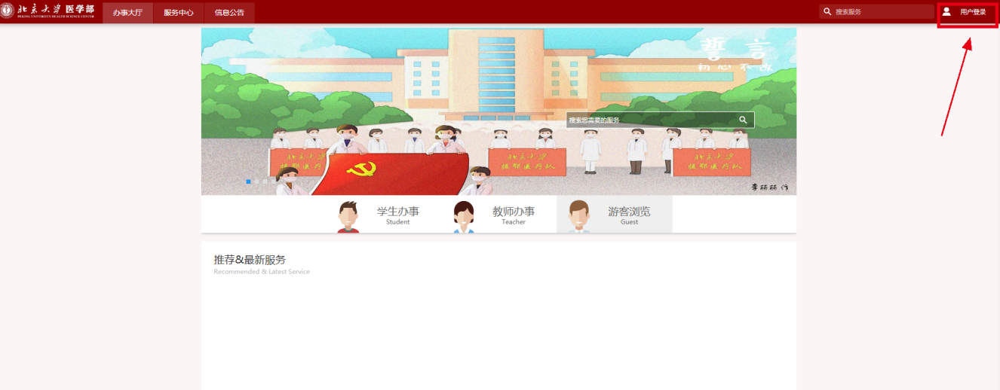 北京大学 医学部
PEKING UNIVERSITY HEALTH SCIENCE CENTER
办事大厅
服务中心
信息公告
搜索服务
用户登录
誓言
初心不改
搜索您需要的服务
北京大学
援鄂医疗队
北京大学
援鄂医疗队
北京大学
援鄂医疗队
学生办事
Student
教师办事
Teacher
游客浏览
Guest
推荐&最新服务
Recommended & Latest Service